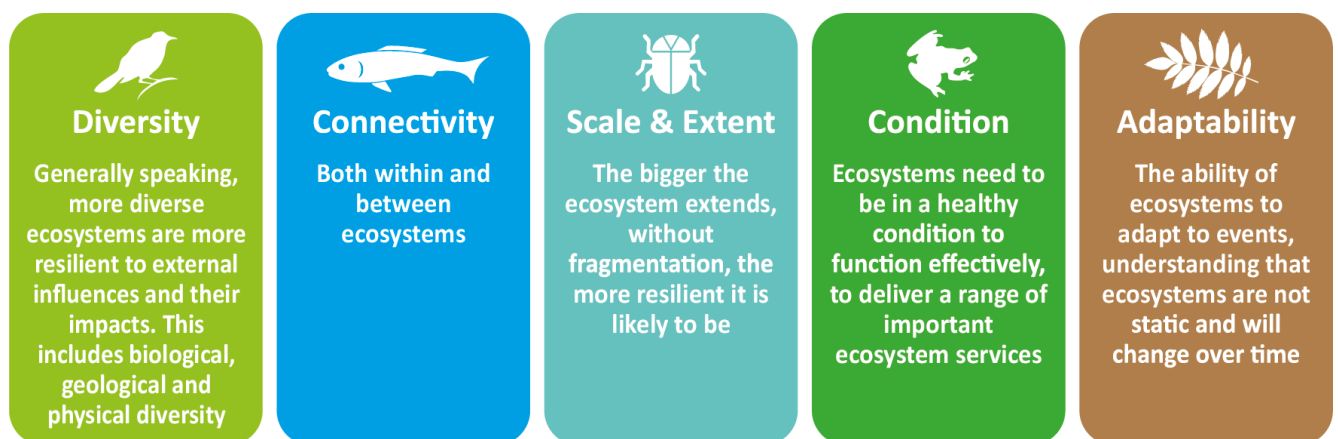 Diversity
Generally speaking,
more diverse
ecosystems are more
resilient to external
influences and their
impacts. This
includes biological,
geological and
physical diversity
Connectivity
Both within and
between
ecosystems
Scale & Extent
The bigger the
ecosystem extends,
without
fragmentation, the
more resilient it is
likely to be
Condition
Ecosystems need to
be in a healthy
condition to
function effectively,
to deliver a range of
important
ecosystem services
Adaptability
The ability of
ecosystems to
adapt to events,
understanding that
ecosystems are not
static and will
change over time